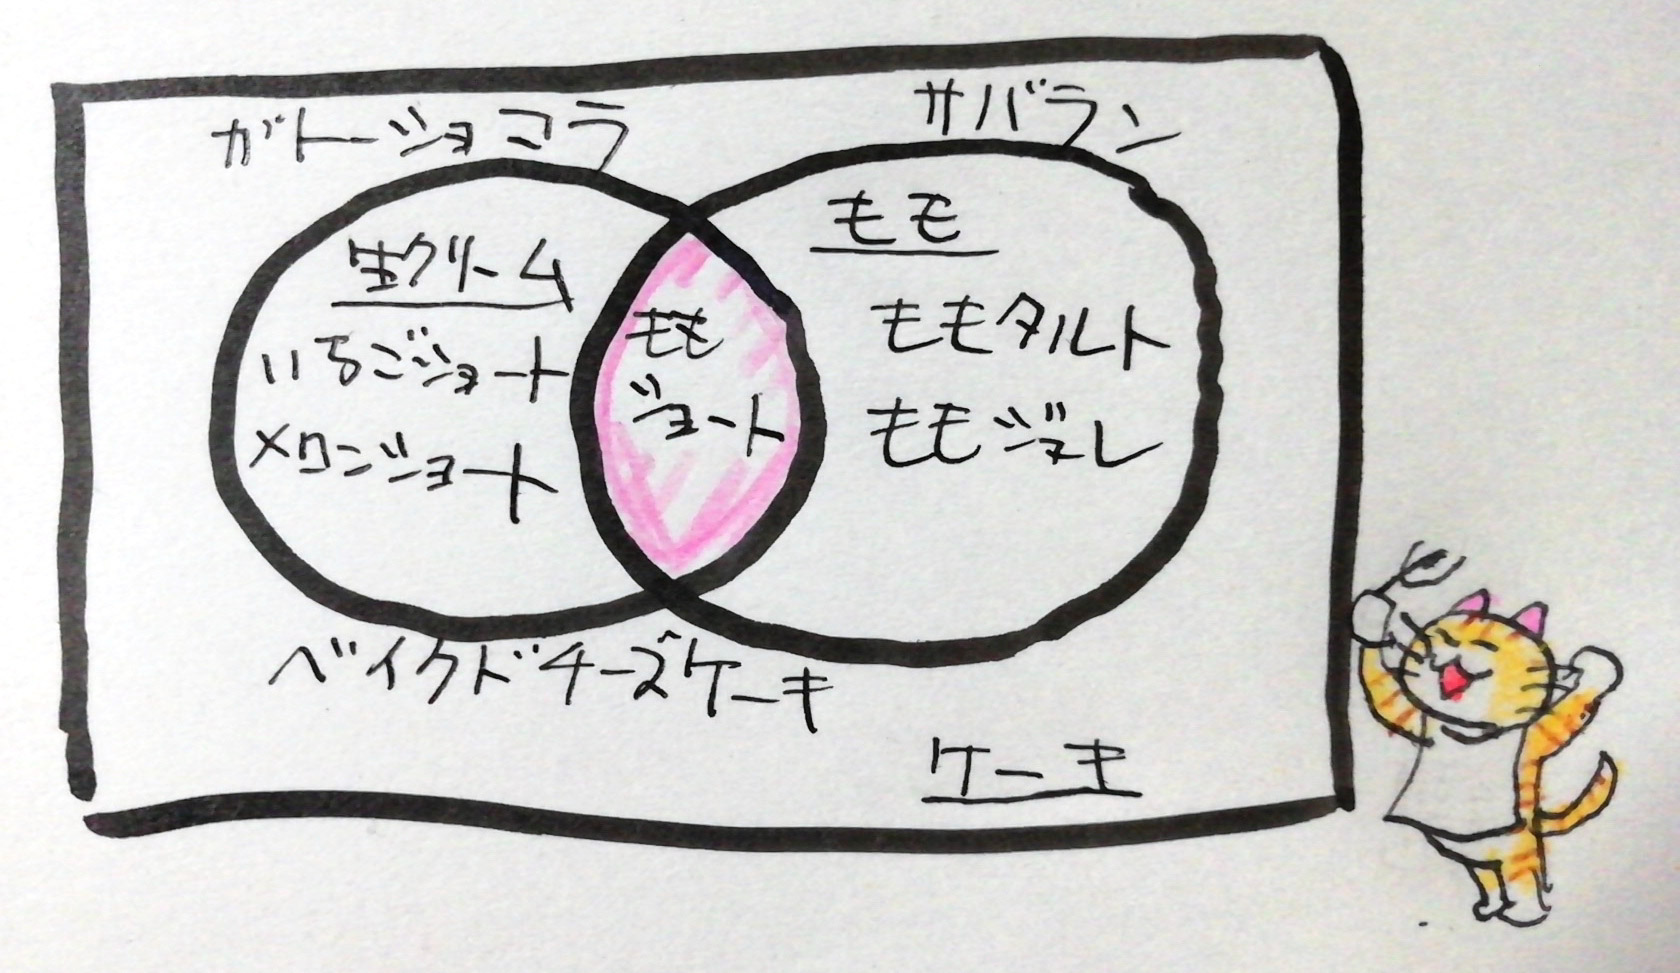 ガトーショコラ
サバラン
生クリーム
いちごショート
メロンショート
もも
ショート
もも
ももタルト
ももジュレ
ベイクドチーズケーキ
ケーキ